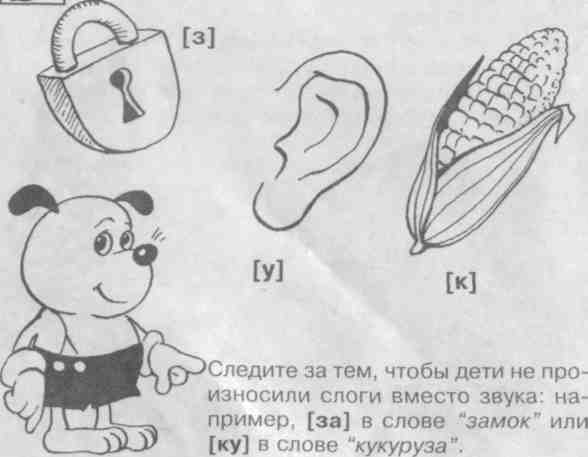 [з]
[у]
[к]
Следите за тем, чтобы дети не про-
износили слоги вместо звука: на-
пример, [за] в слове "замок" или
[ку] в слове "кукуруза".